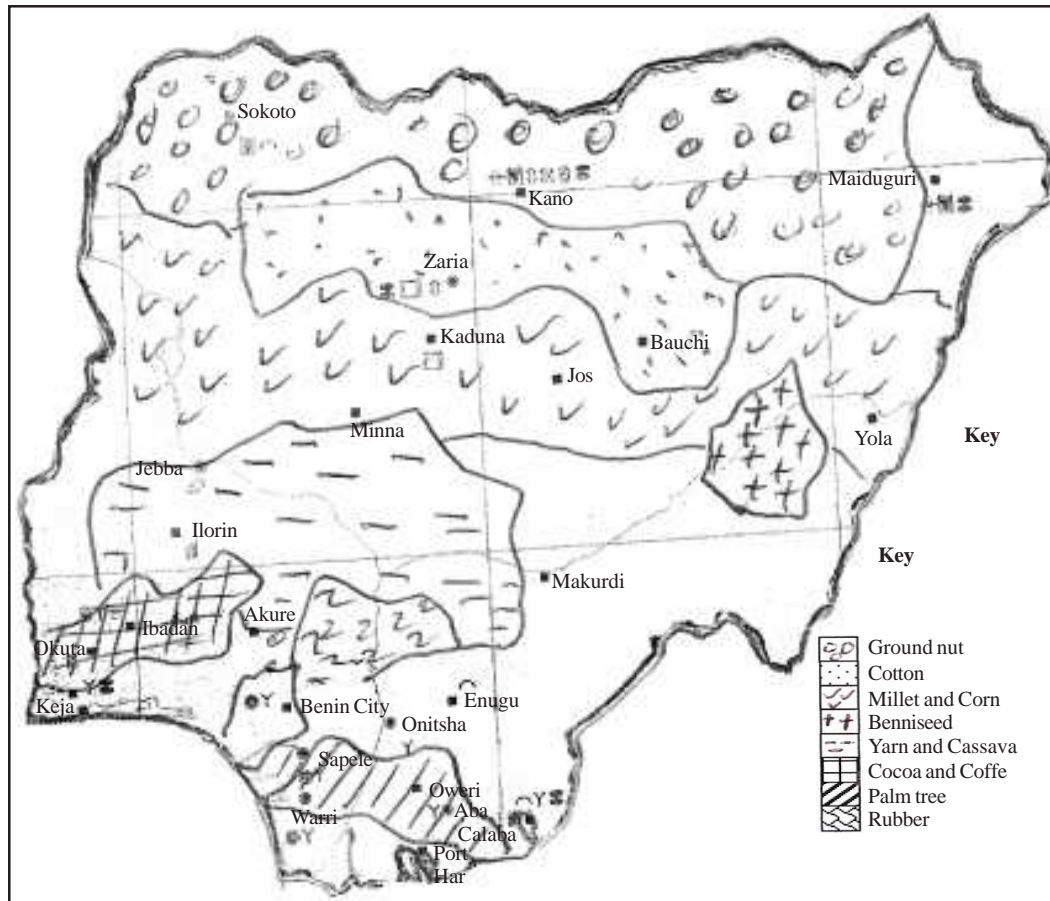 Sokoto
Kano
Maiduguri
Zaria
Kaduna
Bauchi
Jos
Minna
Yola
Key
Jebba
Ilorin
Key
Makurdi
Akure
Ibadan
Okuta
Keja
Benin City
Enugu
Onitsha
Sapele
Oweri
Aba
Warri
Calaba
Port
Har
Ground nut
Cotton
Millet and Corn
Benniseed
Yarn and Cassava
Cocoa and Coffe
Palm tree
Rubber